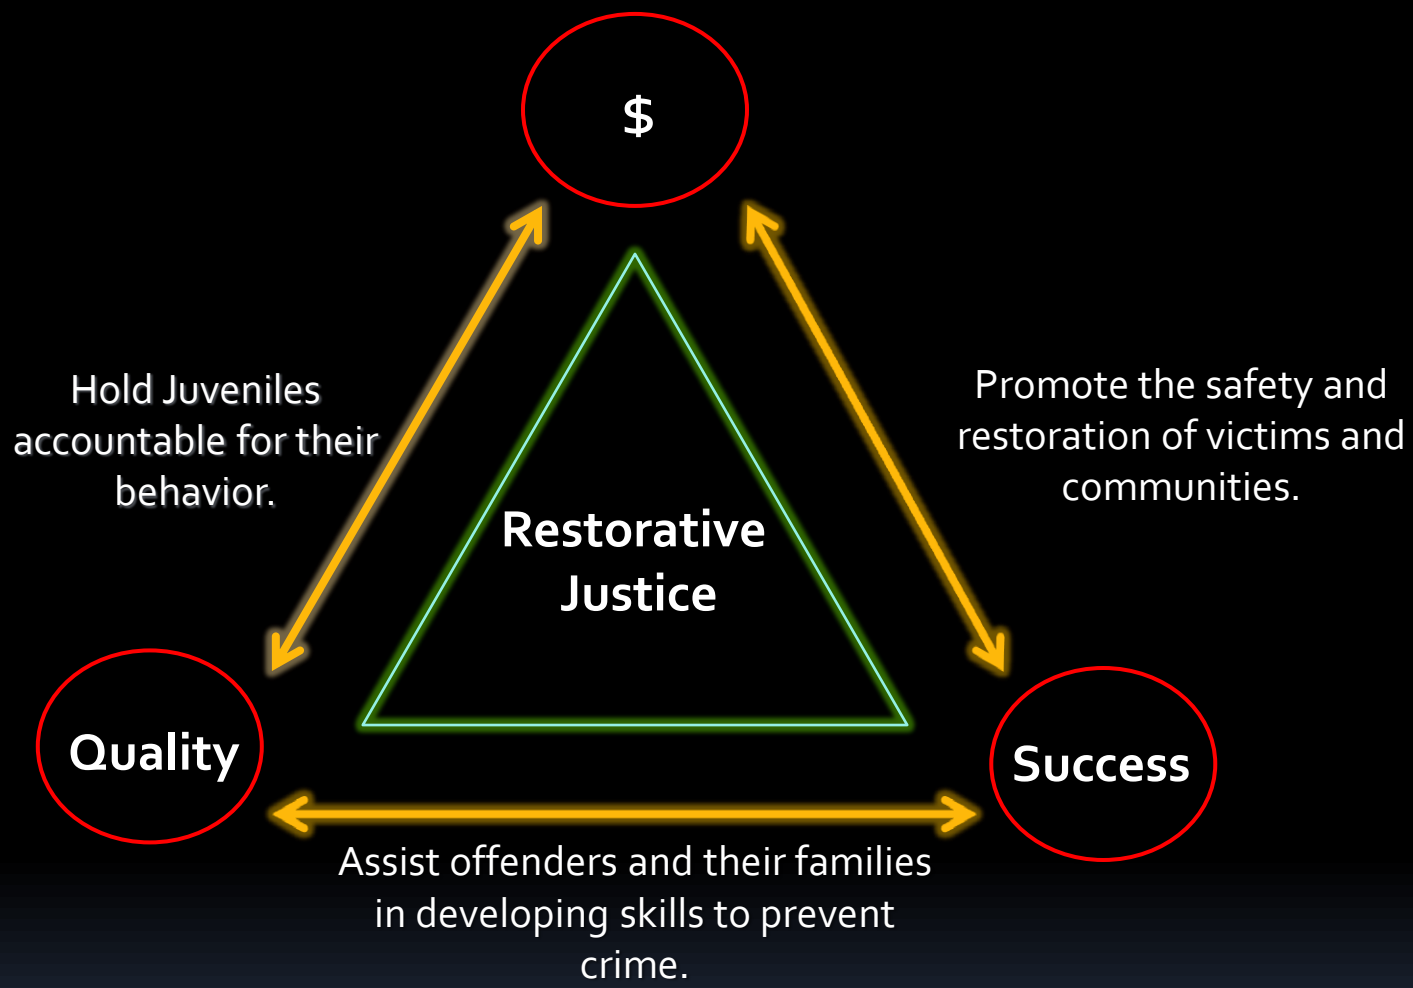 $
Hold Juveniles
accountable for their
behavior.
Promote the safety and
restoration of victims and
communities.
Restorative
Justice
Quality
Success
Assist offenders and their families
in developing skills to prevent
crime.